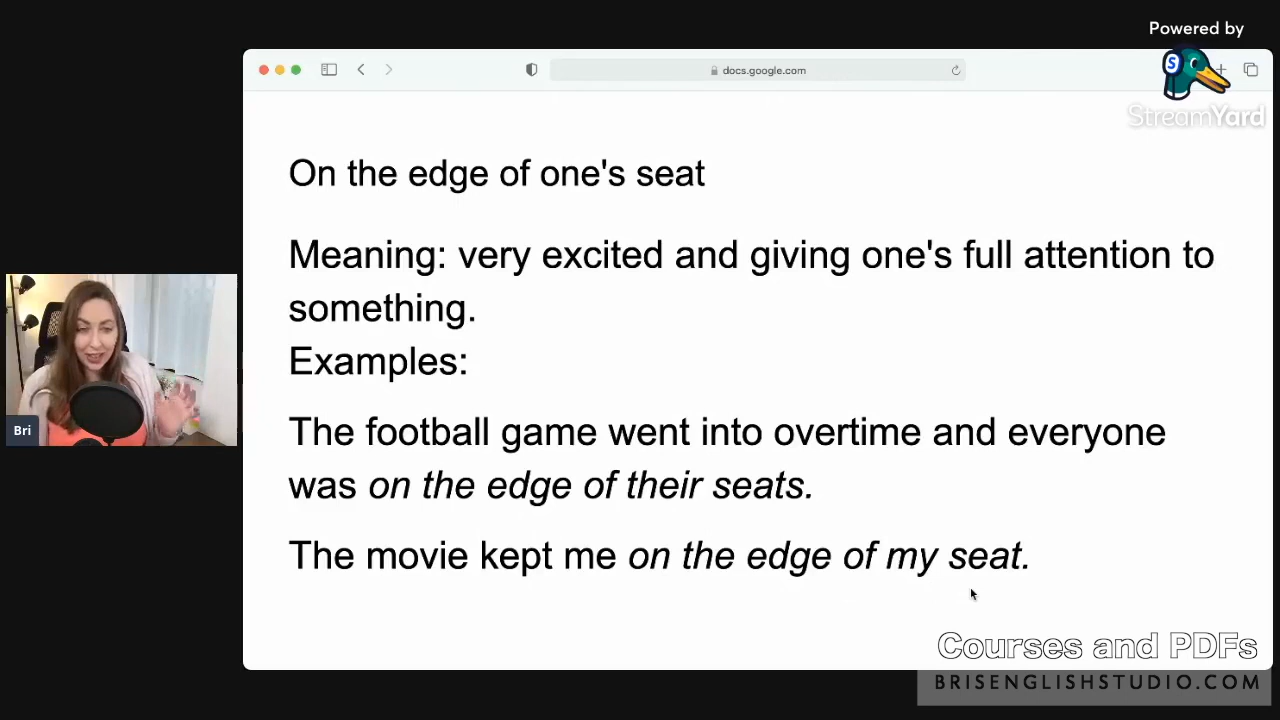 Powered by
docs.google.com
S
StreamYard
On the edge of one's seat
Meaning: very excited and giving one's full attention to
something.
Examples:
The football game went into overtime and everyone
was on the edge of their seats.
The movie kept me on the edge of my seat.
Bri
Courses and PDFs
BRISENGLISHSTUDIO.COM